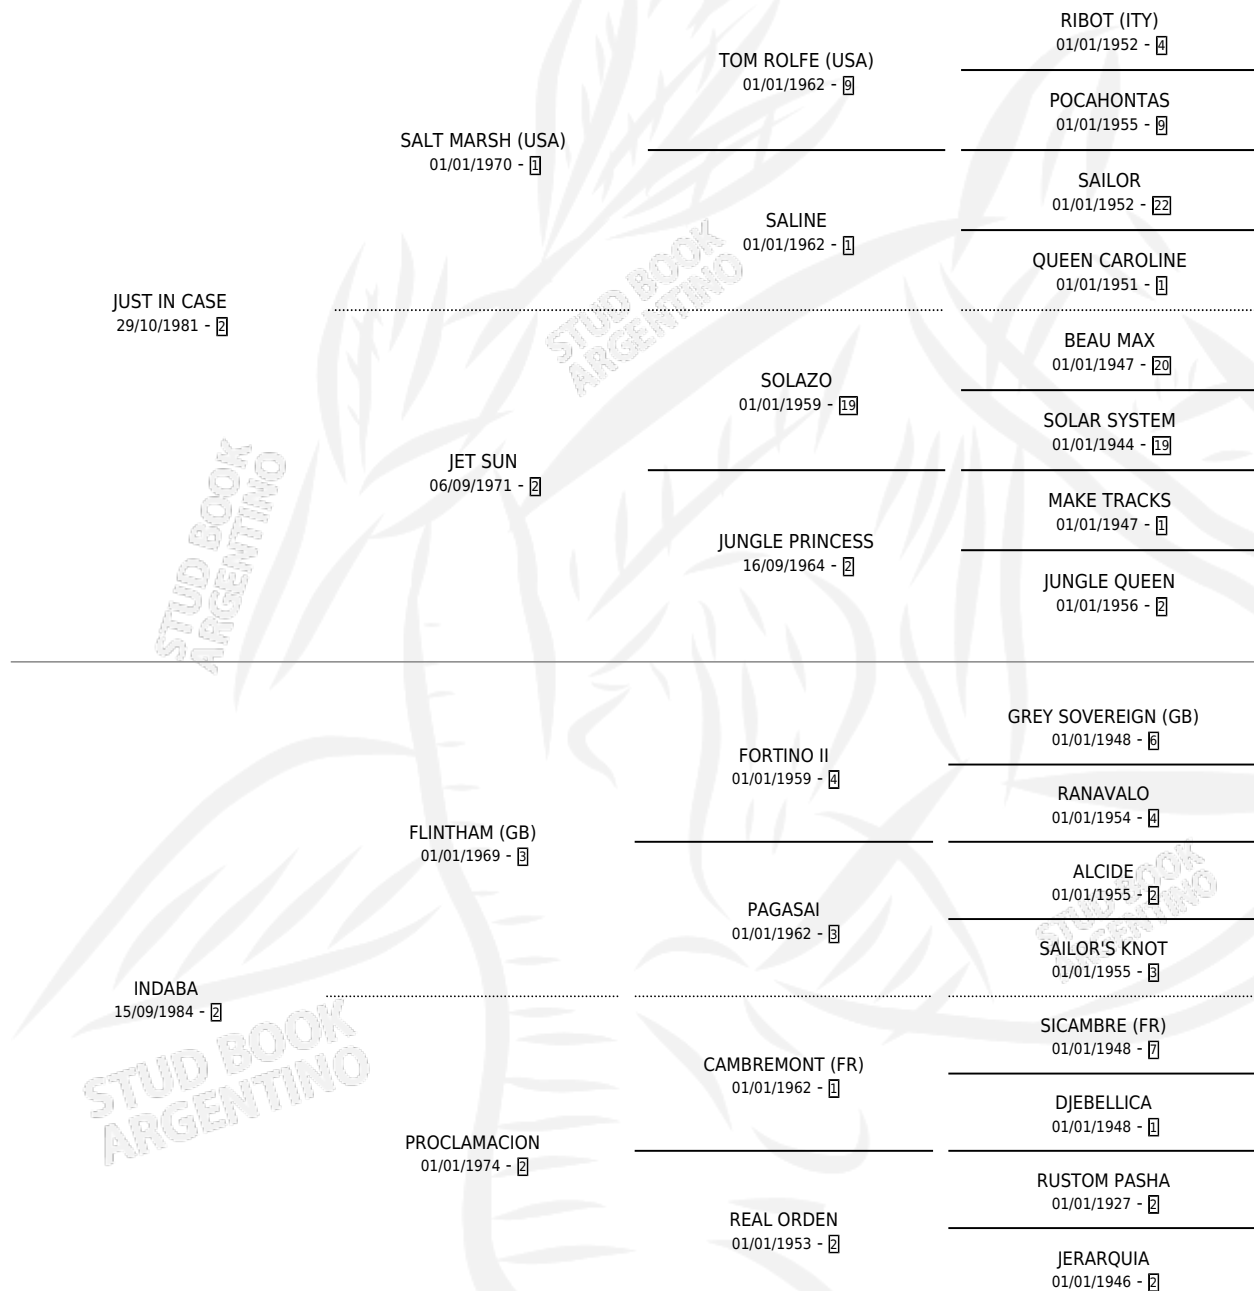 RIBOT (ITY)
01/01/1952 - 4
TOM ROLFE (USA)
01/01/1962 - 9
POCAHONTAS
01/01/1955 - 9
SALT MARSH (USA)
01/01/1970 - 1
SAILOR
01/01/1952 - 22
SALINE
01/01/1962 - 1
QUEEN CAROLINE
01/01/1951 - 1
JUST IN CASE
29/10/1981 - 2
STUD BOOK
ARGENTINO
BEAU MAX
01/01/1947 - 20
SOLAZO
01/01/1959 - 19
SOLAR SYSTEM
01/01/1944 - 19
JET SUN
06/09/1971 - 2
MAKE TRACKS
01/01/1947 - 1
JUNGLE PRINCESS
16/09/1964 - 2
JUNGLE QUEEN
01/01/1956 - 2
STUD BOOK
ARGENTINO
GREY SOVEREIGN (GB)
01/01/1948 - 6
FORTINO II
01/01/1959 - 4
RANAVALO
01/01/1954 - 4
FLINTHAM (GB)
01/01/1969 - 3
ALCIDE
01/01/1955 - 2
PAGASAI
01/01/1962 - 3
SAILOR'S KNOT
01/01/1955 - 3
STUD BOOK
ARGENTINO
INDABA
15/09/1984 - 2
SICAMBRE (FR)
01/01/1948 - 7
CAMBREMONT (FR)
01/01/1962 - 1
DJEBELLICA
01/01/1948 - 1
STUD BOOK
ARGENTINO
PROCLAMACION
01/01/1974 - 2
RUSTOM PASHA
01/01/1927 - 2
REAL ORDEN
01/01/1953 - 2
JERARQUIA
01/01/1946 - 2